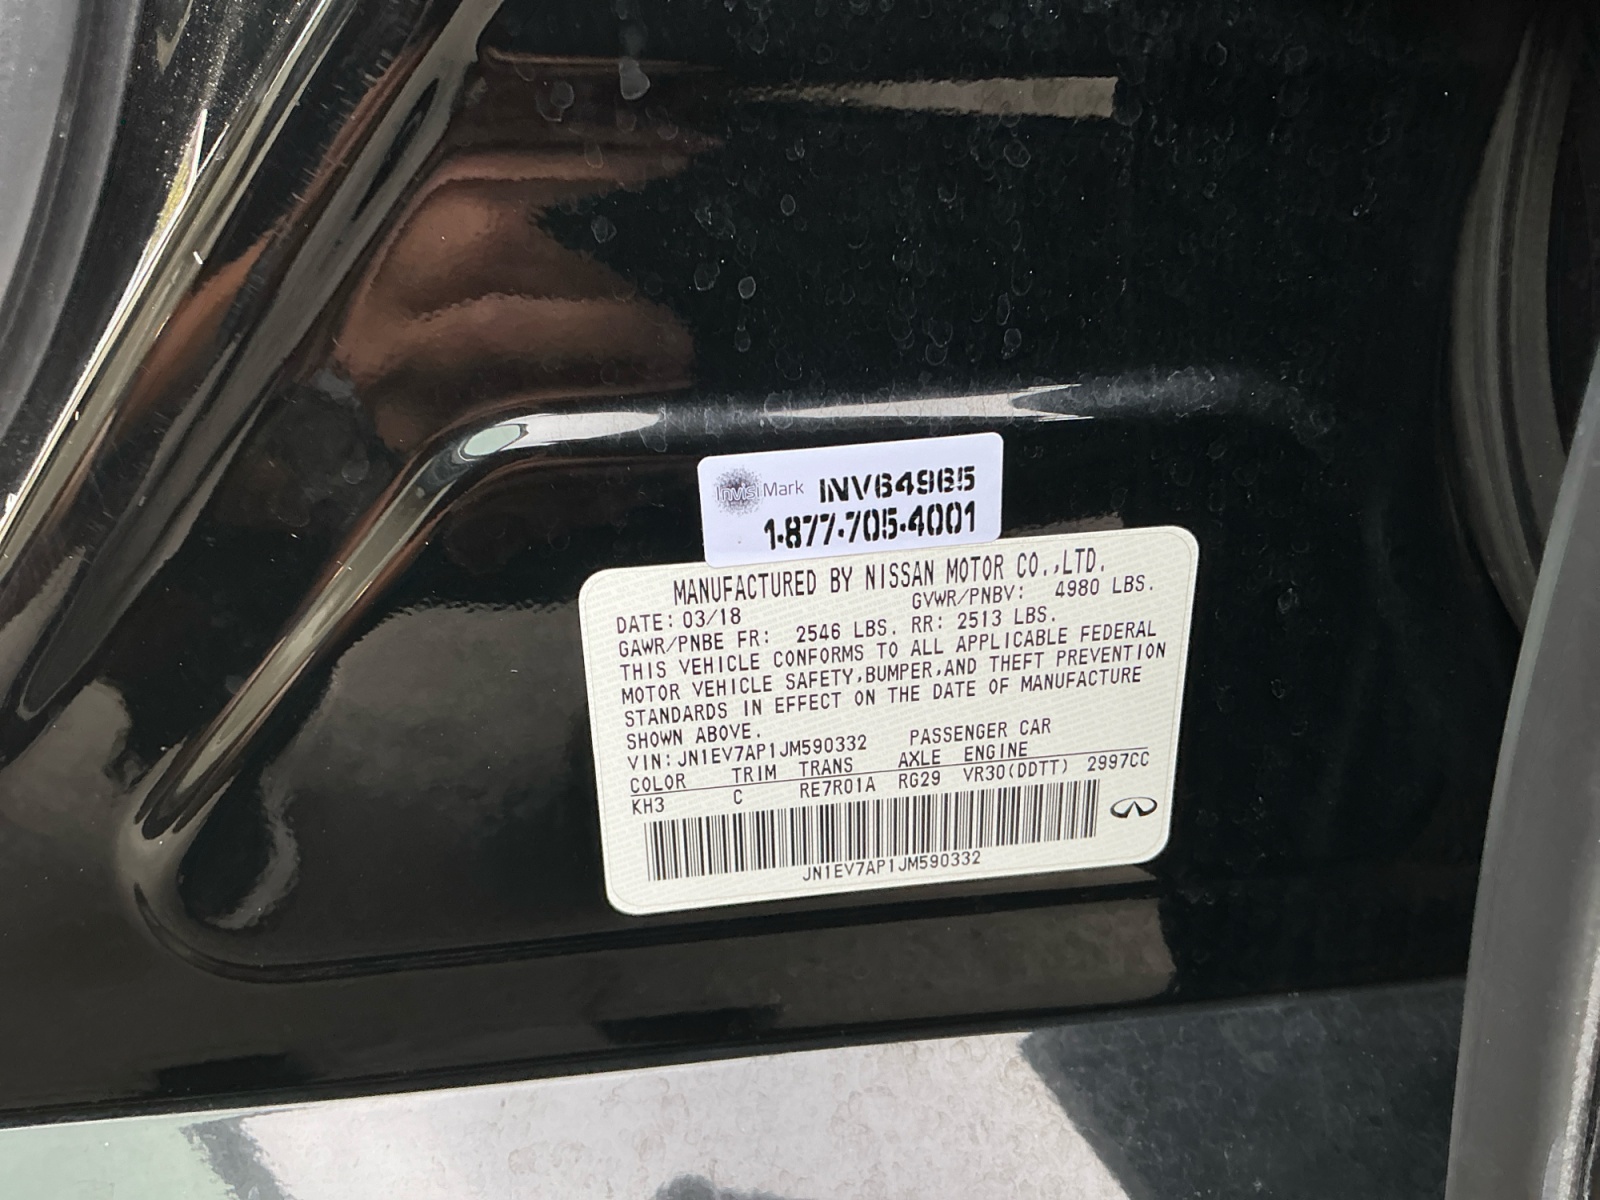 InvisiMark INV64965
1-877-705-4001
MANUFACTURED BY NISSAN MOTOR CO.,LTD.
DATE: 03/18 GVWR/PNBV: 4980 LBS.
GAWR/PNBE FR: 2546 LBS. RR: 2513 LBS.
THIS VEHICLE CONFORMS TO ALL APPLICABLE FEDERAL
MOTOR VEHICLE SAFETY,BUMPER,AND THEFT PREVENTION
STANDARDS IN EFFECT ON THE DATE OF MANUFACTURE
SHOWN ABOVE.
VIN:JN1EV7AP1JM590332 PASSENGER CAR
COLOR TRIM TRANS AXLE ENGINE
KH3 C RE7R01A RG29 VR30(DDTT) 2997CC
JN1EV7AP1JM590332